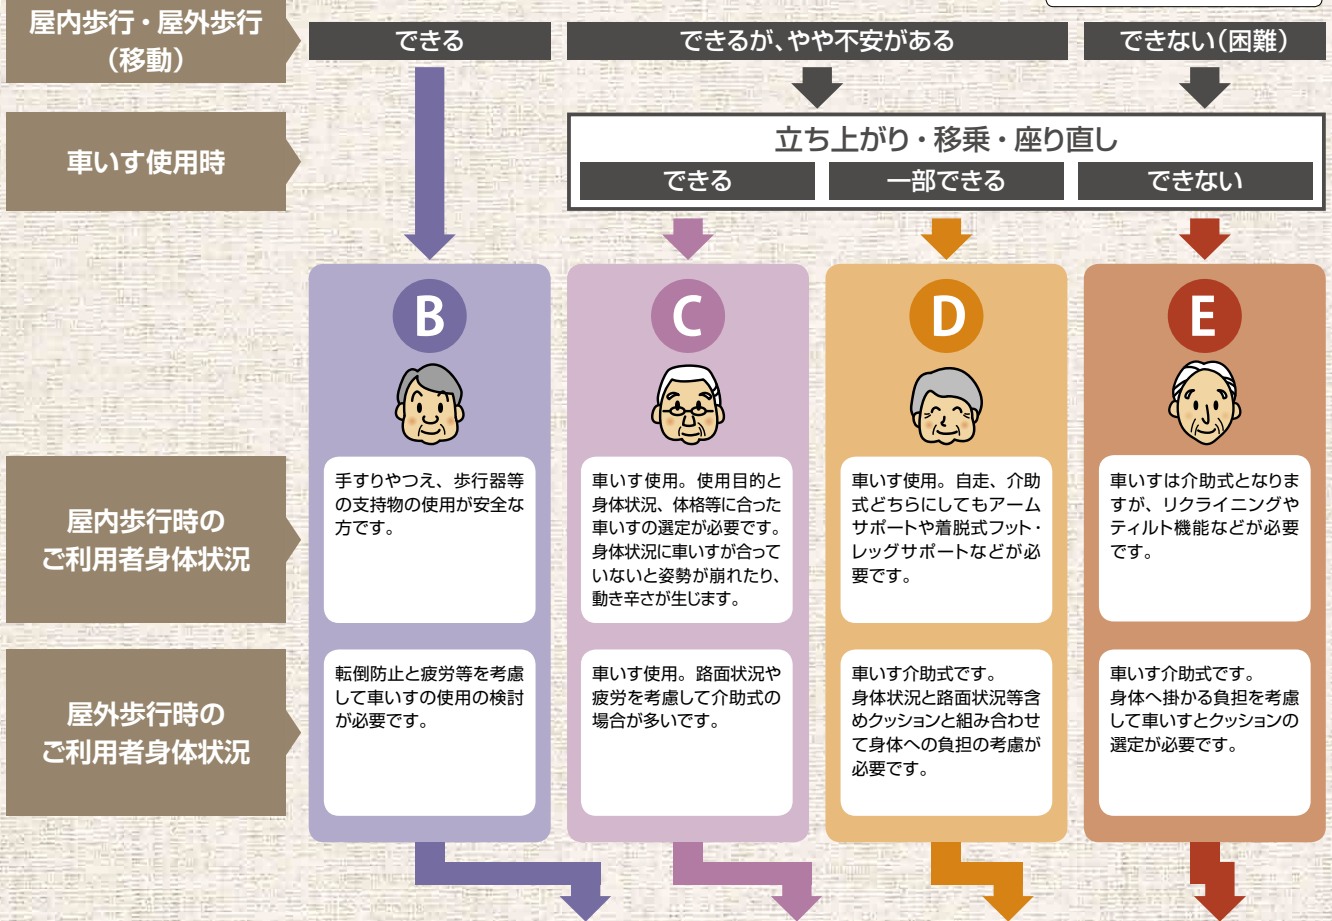 屋内歩行・屋外歩行
（移動）
できる
できるが、やや不安がある
できない（困難）
車いす使用時
立ち上がり・移乗・座り直し
できる
一部できる
できない
B
C
D
E
屋内歩行時の
ご利用者身体状況
手すりやつえ、歩行器等
の支持物の使用が安全な
方です。
車いす使用。使用目的と
身体状況、体格等に合った
車いすの選定が必要です。
身体状況に車いすが合って
いないと姿勢が崩れたり、
動き辛さが生じます。
車いす使用。自走、介助
式どちらにしてもアーム
サポートや着脱式フット・
レッグサポートなどが必
要です。
車いすは介助式となりま
すが、リクライニングや
ティルト機能などが必要
です。
屋外歩行時の
ご利用者身体状況
転倒防止と疲労等を考慮
して車いすの使用の検討
が必要です。
車いす使用。路面状況や
疲労を考慮して介助式の
場合が多いです。
車いす介助式です。
身体状況と路面状況等含
めクッションと組み合わせ
て身体への負担の考慮が
必要です。
車いす介助式です。
身体へ掛かる負担を考慮
して車いすとクッションの
選定が必要です。